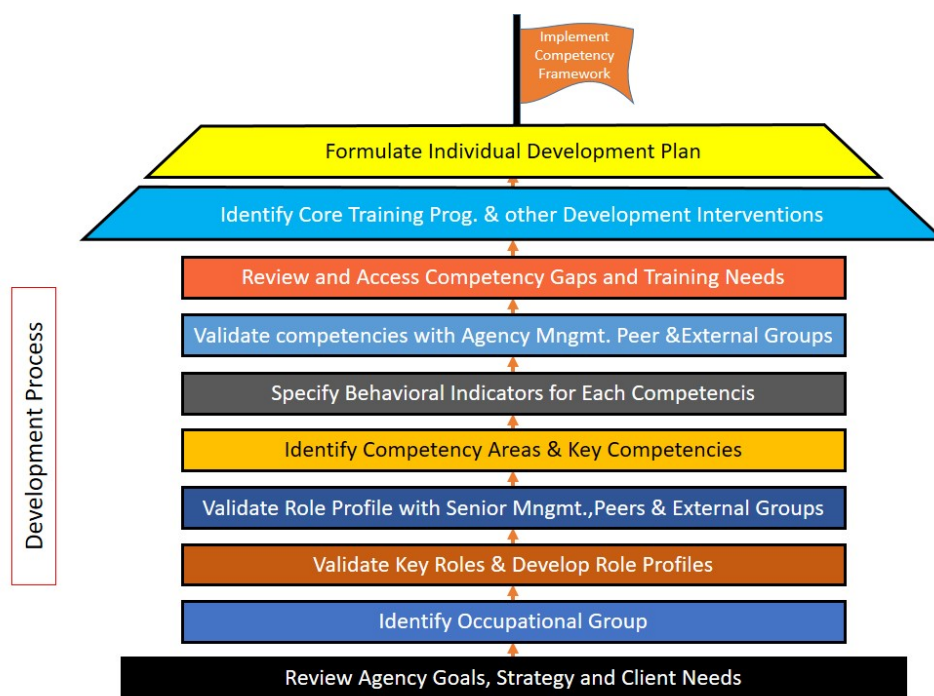 Implement
Competency
Framework
Formulate Individual Development Plan
Identify Core Training Prog. & other Development Interventions
Review and Access Competency Gaps and Training Needs
Validate competencies with Agency Mngmt. Peer &External Groups
Specify Behavioral Indicators for Each Competencis
Identify Competency Areas & Key Competencies
Validate Role Profile with Senior Mngmt.,Peers & External Groups
Validate Key Roles & Develop Role Profiles
Identify Occupational Group
Review Agency Goals, Strategy and Client Needs
Development Process